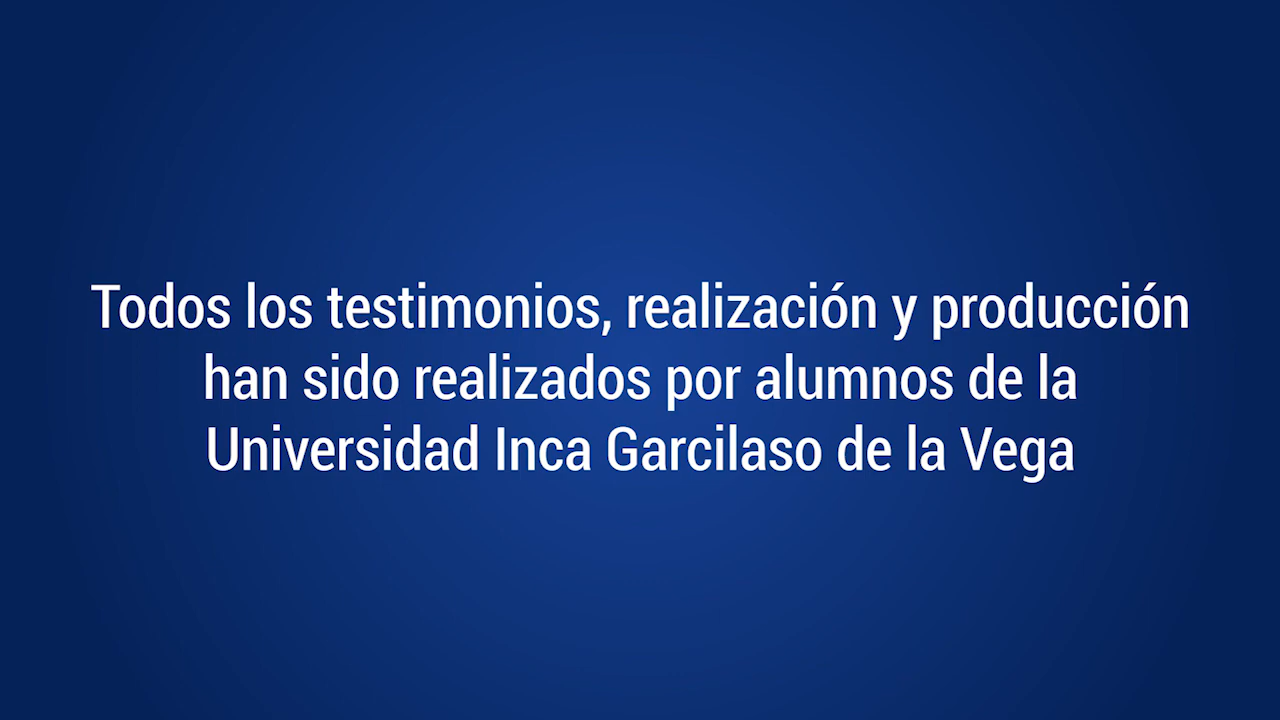 Todos los testimonios, realización y producción
han sido realizados por alumnos de la
Universidad Inca Garcilaso de la Vega